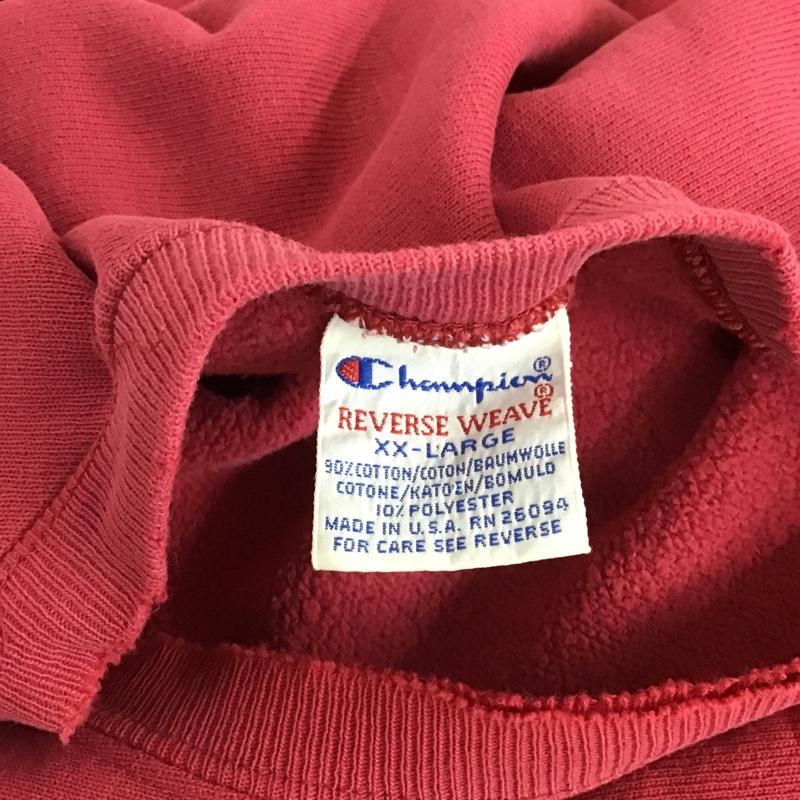 Champion®
REVERSE WEAVE®
XX-LARGE
90% COTTON/COTON/BAUMWOLLE
COTONE/KATOEN/BOMULD
10% POLYESTER
MADE IN U.S.A. RN 26094
FOR CARE SEE REVERSE